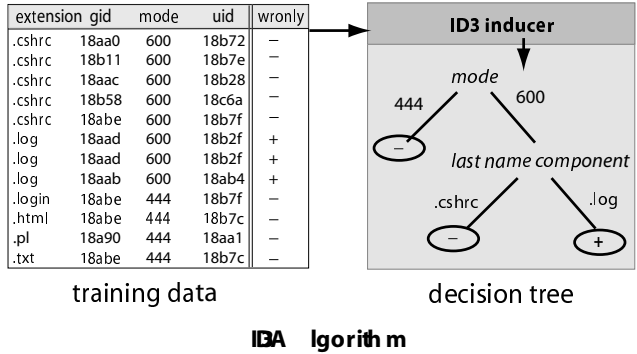 extension gid mode uid wronly
.cshrc 18aa0 600 18b72 –
.cshrc 18b11 600 18b7e –
.cshrc 18aac 600 18b28 –
.cshrc 18b58 600 18c6a –
.cshrc 18abe 600 18b7f –
.log 18aad 600 18b2f +
.log 18aad 600 18b2f +
.log 18aab 600 18ab4 +
.login 18abe 444 18b7f –
.html 18abe 444 18b7c –
.pl 18a90 444 18aa1 –
.txt 18abe 444 18b7c –
training data
ID3 inducer
mode
444 600
–
last name component
.cshrc .log
– +
decision tree
ID3 Algorithm